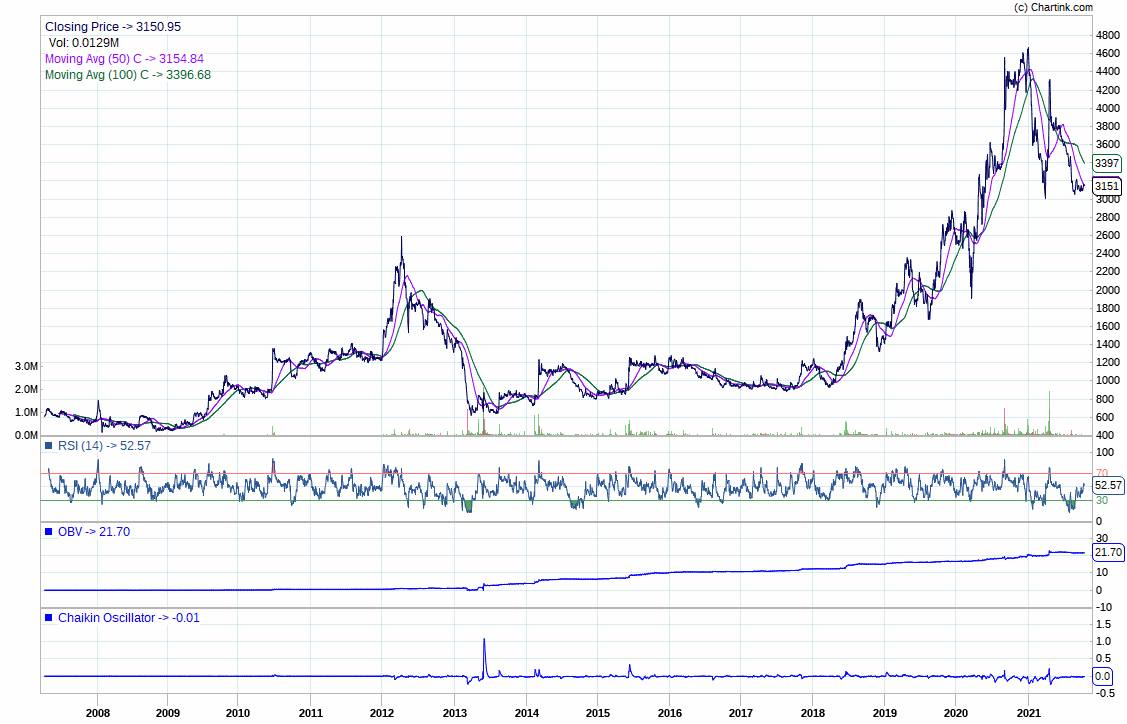 (c) Chartink.com
Closing Price -> 3150.95
Vol: 0.0129M
Moving Avg (50) C -> 3154.84
Moving Avg (100) C -> 3396.68
4800
4600
4400
4200
4000
3800
3600
3397
3151
3000
2800
2600
2400
2200
2000
1800
1600
1400
1200
1000
800
600
400
3.0M
2.0M
1.0M
0.0M
RSI (14) -> 52.57
100
70
52.57
30
0
OBV -> 21.70
30
21.70
10
0
-10
Chaikin Oscillator -> -0.01
1.5
1.0
0.5
0.0
-0.5
2008 2009 2010 2011 2012 2013 2014 2015 2016 2017 2018 2019 2020 2021